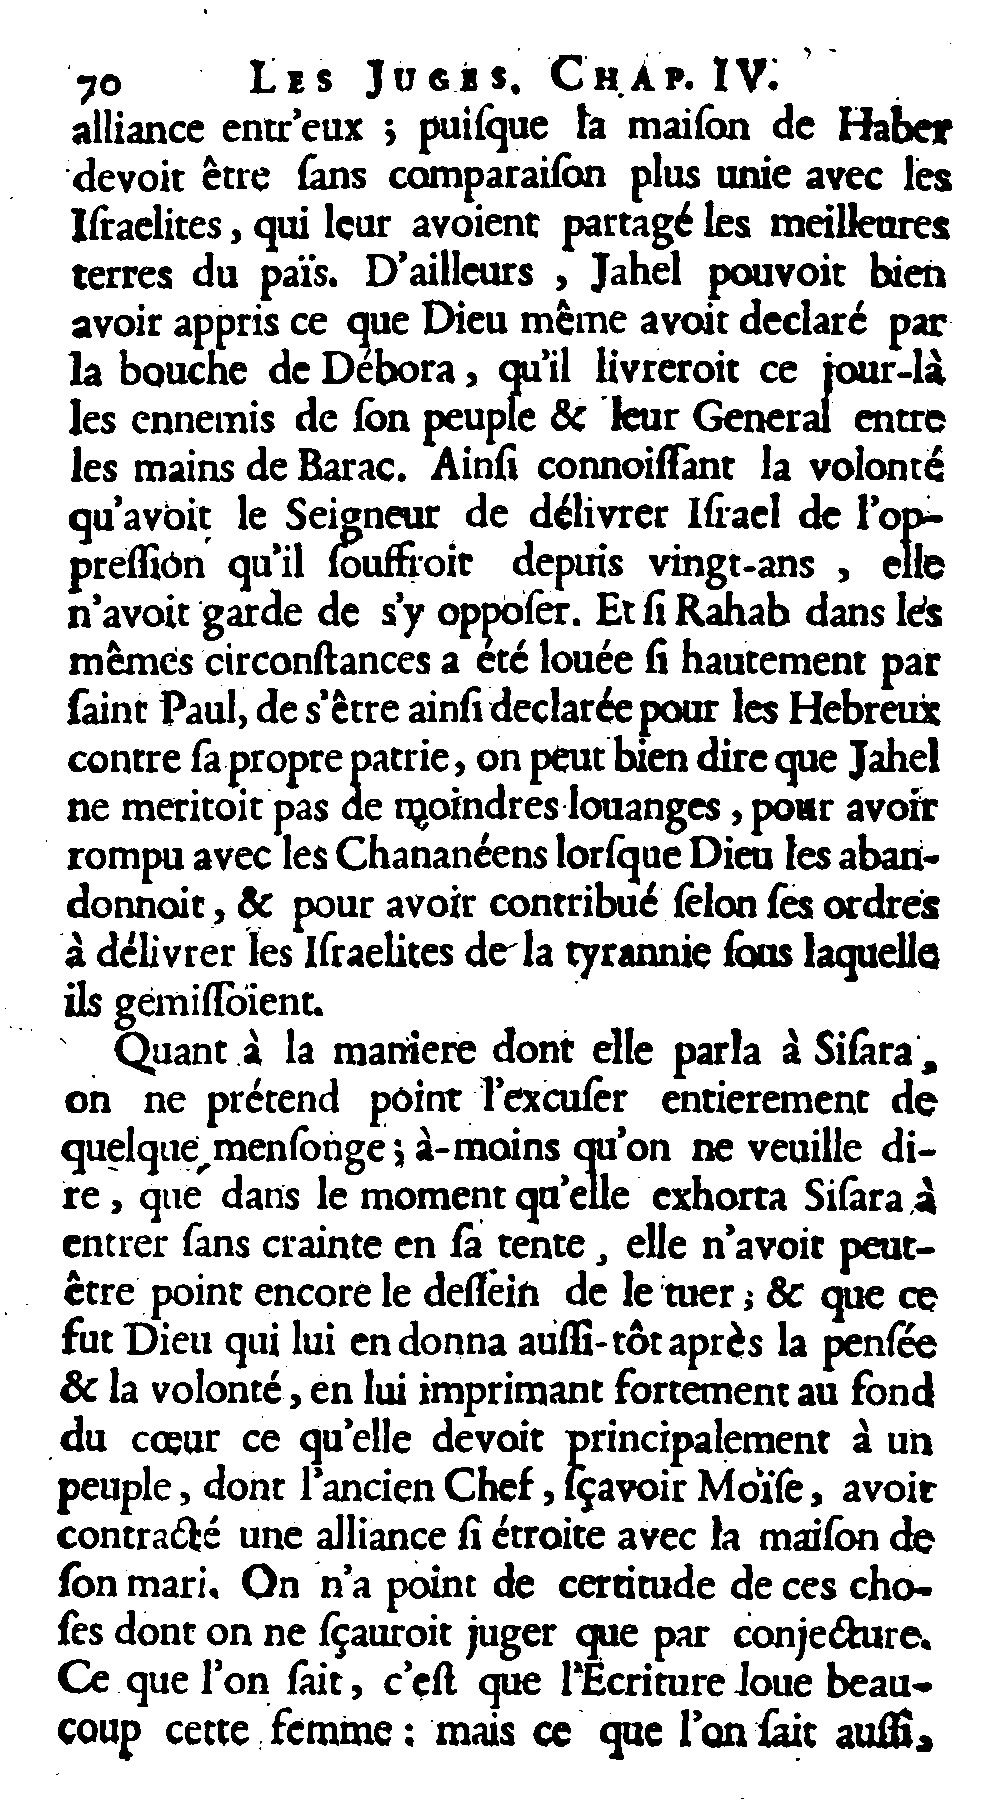 70 LES JUGES. CHAP. IV.
alliance entr'eux ; puiſque la maiſon de Haber
devoit être ſans comparaiſon plus unie avec les
Iſraelites, qui leur avoient partagé les meilleures
terres du païs. D'ailleurs , Jahel pouvoit bien
avoir appris ce que Dieu même avoit declaré par
la bouche de Débora, qu'il livreroit ce jour-là
les ennemis de ſon peuple & leur General entre
les mains de Barac. Ainſi connoiſſant la volonté
qu'avoit le Seigneur de délivrer Iſrael de l'op-
preſſion qu'il ſouffroit depuis vingt-ans , elle
n'avoit garde de s'y oppoſer. Et ſi Rahab dans les
mêmes circonſtances a été louée ſi hautement par
ſaint Paul, de s'être ainſi declarée pour les Hebreux
contre ſa propre patrie, on peut bien dire que Jahel
ne meritoit pas de moindres louanges, pour avoir
rompu avec les Chananéens lorſque Dieu les aban-
donnoit, & pour avoir contribué ſelon ſes ordres
à délivrer les Iſraelites de la tyrannie ſous laquelle
ils gémiſſoient.
Quant à la maniere dont elle parla à Siſara,
on ne prétend point l'excuſer entierement de
quelque menſonge; à-moins qu'on ne veuille di-
re, que dans le moment qu'elle exhorta Siſara à
entrer ſans crainte en ſa tente, elle n'avoit peut-
être point encore le deſſein de le tuer; & que ce
fut Dieu qui lui en donna auſſi-tôt après la penſée
& la volonté, en lui imprimant fortement au fond
du cœur ce qu'elle devoit principalement à un
peuple, dont l'ancien Chef, ſçavoir Moïſe, avoit
contracté une alliance ſi étroite avec la maiſon de
ſon mari. On n'a point de certitude de ces cho-
ſes dont on ne ſçauroit juger que par conjecture.
Ce que l'on ſait, c'eſt que l'Ecriture loue beau-
coup cette femme : mais ce que l'on ſait auſſi,